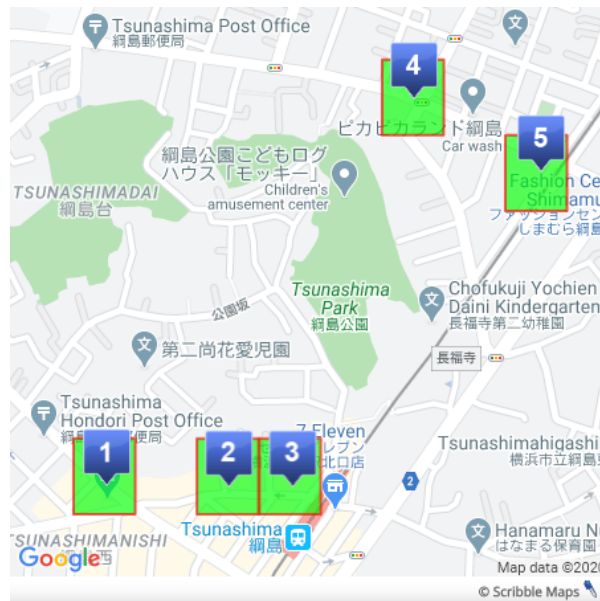 Tsunashima Post Office
綱島郵便局
4
ピカピカランド綱島
Car wash
5
綱島公園こどもログ
ハウス「モッキー」
Children's
amusement center
TSUNASHIMADAI
綱島台
Fashion Ce
Shimamu
ファッションセン
しまむら綱島
Tsunashima
Park
綱島公園
公園坂
Chofukuji Yochien
Daini Kindergarten
長福寺第二幼稚園
第二尚花愛児園
長福寺
Tsunashima
Hondori Post Office
1
2
3
7 Eleven
Tsunashimahigashi
横浜市立綱島東
2
TSUNASHIMANISHI
Tsunashima
綱島
Hanamaru Nu
はなまる保育園
Google
Map data ©2020
© Scribble Maps